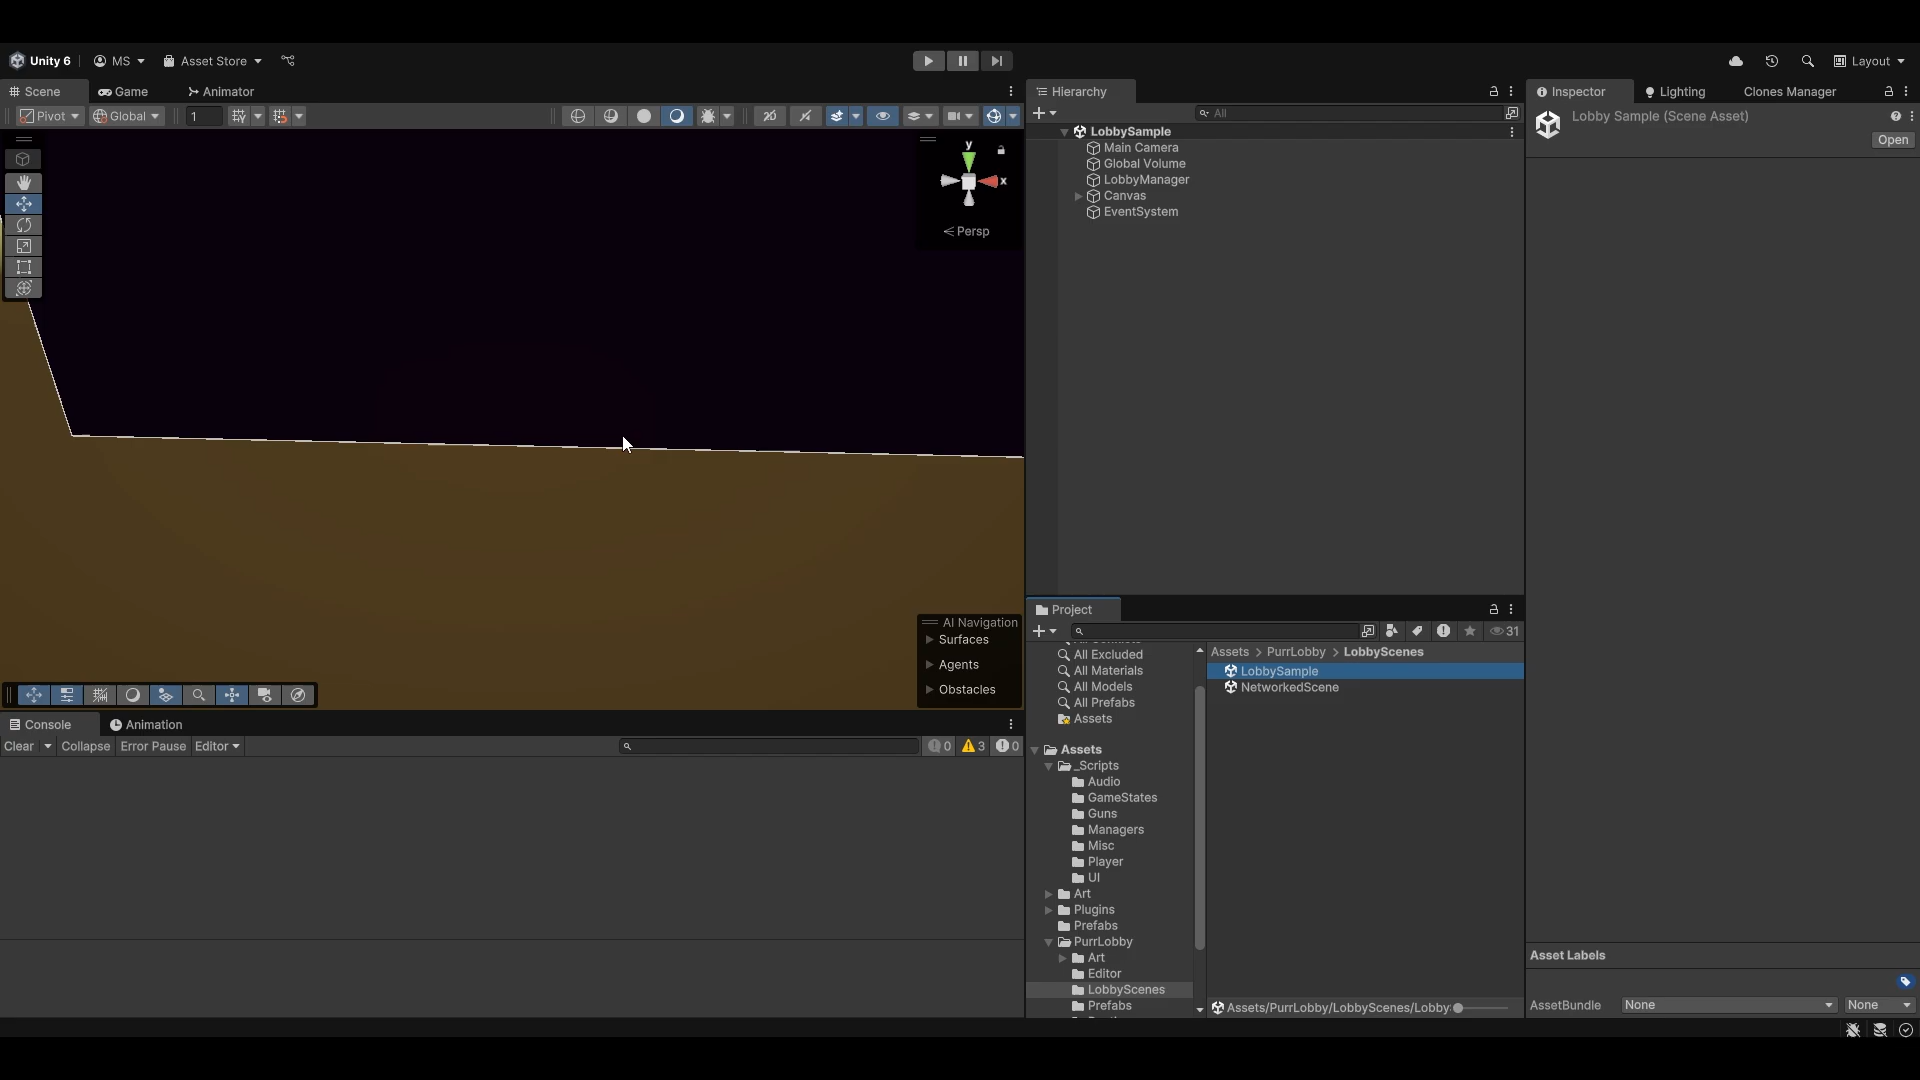 Unity 6
MS
Asset Store
Layout
Scene
Game
Animator
Pivot
Global
1
y
x
Persp
AI Navigation
Surfaces
Agents
Obstacles
Console
Animation
Clear
Collapse
Error Pause
Editor
0
3
0
Hierarchy
All
LobbySample
Main Camera
Global Volume
LobbyManager
Canvas
EventSystem
Project
31
All Excluded
All Materials
All Models
All Prefabs
Assets
Assets
_Scripts
Audio
GameStates
Guns
Managers
Misc
Player
UI
Art
Plugins
Prefabs
PurrLobby
Art
Editor
LobbyScenes
Prefabs
Assets > PurrLobby > LobbyScenes
LobbySample
NetworkedScene
Assets/PurrLobby/LobbyScenes/Lobby
Inspector
Lighting
Clones Manager
Lobby Sample (Scene Asset)
Open
Asset Labels
AssetBundle
None
None